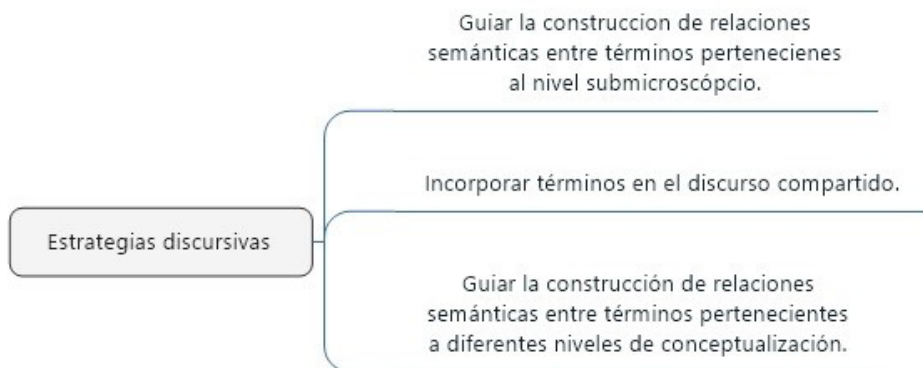 Guiar la construccion de relaciones
semánticas entre términos pertenecienes
al nivel submicroscópcio.
Incorporar términos en el discurso compartido.
Estrategias discursivas
Guiar la construcción de relaciones
semánticas entre términos pertenecientes
a diferentes niveles de conceptualización.